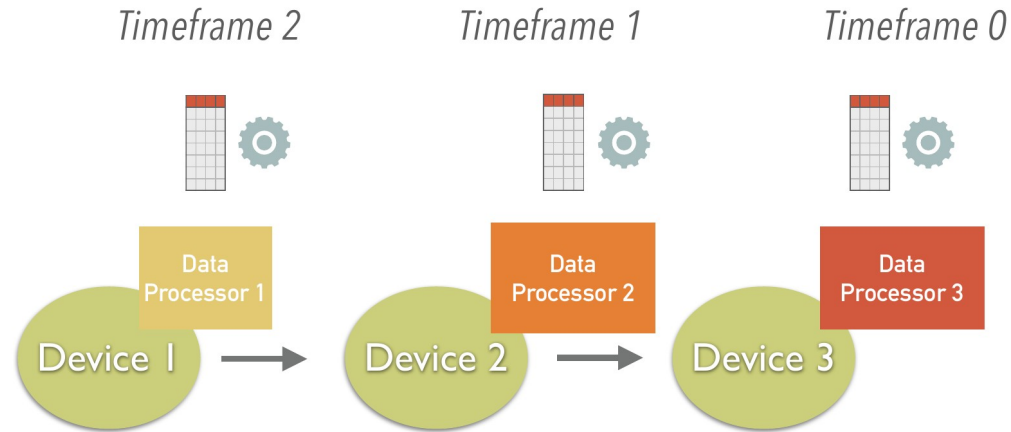 Timeframe 2
Timeframe 1
Timeframe 0
Data
Processor 1
Data
Processor 2
Data
Processor 3
Device 1
Device 2
Device 3